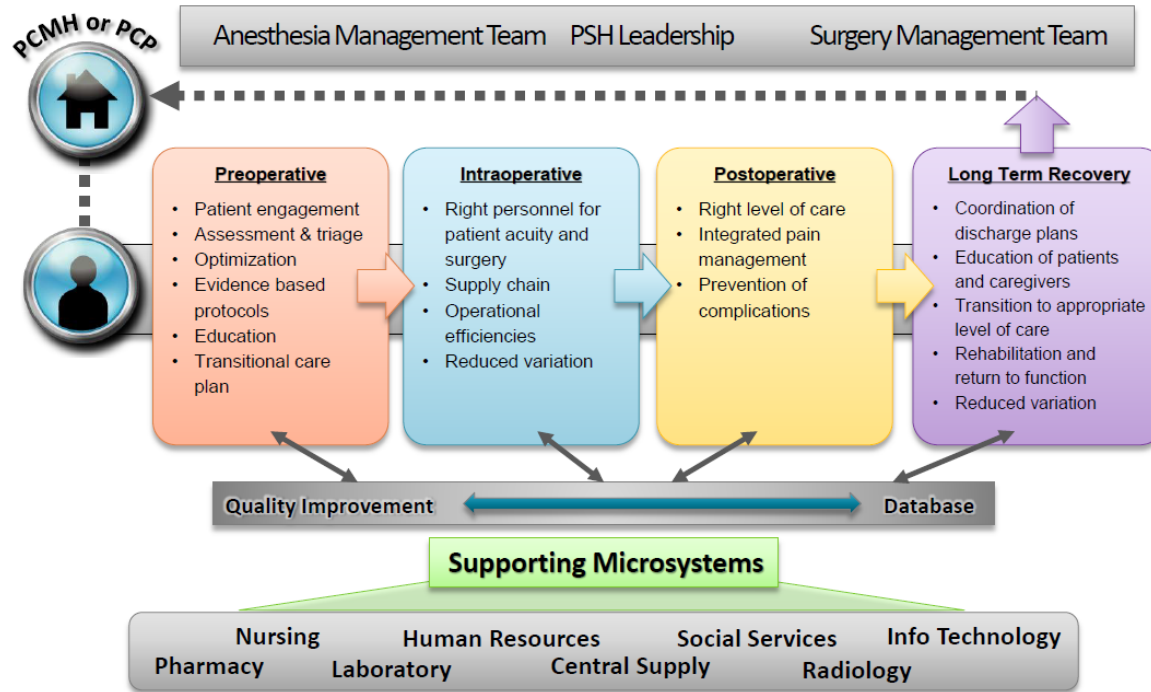 PCMH or PCP
Anesthesia Management Team PSH Leadership Surgery Management Team
Preoperative
• Patient engagement
• Assessment & triage
• Optimization
• Evidence based
protocols
• Education
• Transitional care
plan
Intraoperative
• Right personnel for
patient acuity and
surgery
• Supply chain
• Operational
efficiencies
• Reduced variation
Postoperative
• Right level of care
• Integrated pain
management
• Prevention of
complications
Long Term Recovery
• Coordination of
discharge plans
• Education of patients
and caregivers
• Transition to appropriate
level of care
• Rehabilitation and
return to function
• Reduced variation
Quality Improvement Database
Supporting Microsystems
Nursing Human Resources Social Services Info Technology
Pharmacy Laboratory Central Supply Radiology